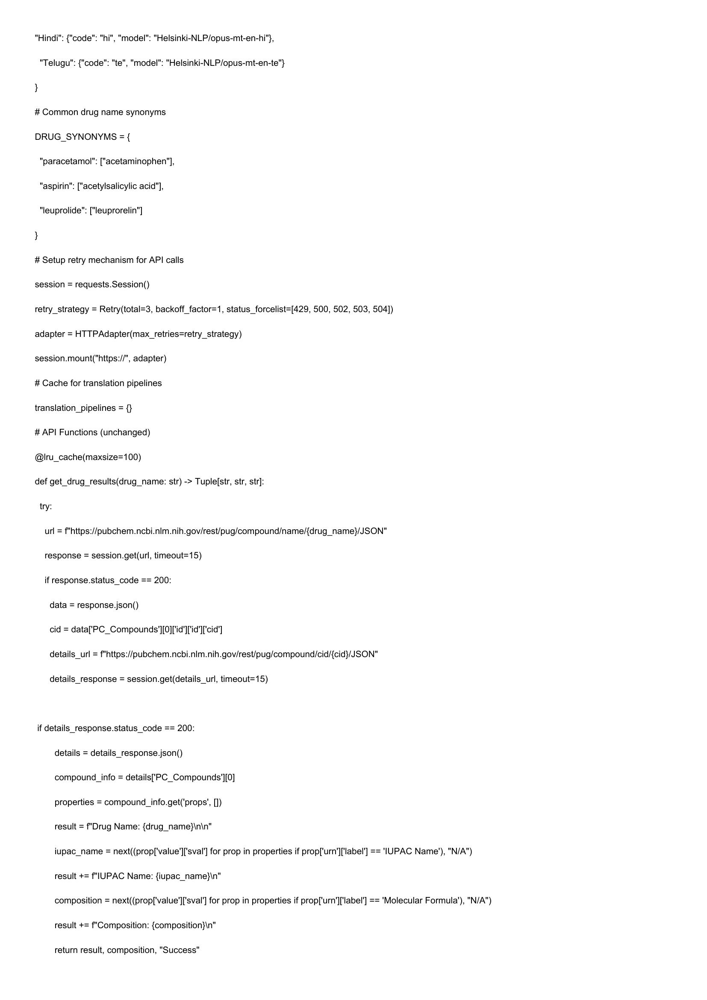 "Hindi": {"code": "hi", "model": "Helsinki-NLP/opus-mt-en-hi"},
"Telugu": {"code": "te", "model": "Helsinki-NLP/opus-mt-en-te"}
}
# Common drug name synonyms
DRUG_SYNONYMS = {
"paracetamol": ["acetaminophen"],
"aspirin": ["acetylsalicylic acid"],
"leuprolide": ["leuprorelin"]
}
# Setup retry mechanism for API calls
session = requests.Session()
retry_strategy = Retry(total=3, backoff_factor=1, status_forcelist=[429, 500, 502, 503, 504])
adapter = HTTPAdapter(max_retries=retry_strategy)
session.mount("https://", adapter)
# Cache for translation pipelines
translation_pipelines = {}
# API Functions (unchanged)
@lru_cache(maxsize=100)
def get_drug_results(drug_name: str) -> Tuple[str, str, str]:
try:
url = f"https://pubchem.ncbi.nlm.nih.gov/rest/pug/compound/name/{drug_name}/JSON"
response = session.get(url, timeout=15)
if response.status_code == 200:
data = response.json()
cid = data['PC_Compounds'][0]['id']['id']['cid']
details_url = f"https://pubchem.ncbi.nlm.nih.gov/rest/pug/compound/cid/{cid}/JSON"
details_response = session.get(details_url, timeout=15)
if details_response.status_code == 200:
details = details_response.json()
compound_info = details['PC_Compounds'][0]
properties = compound_info.get('props', [])
result = f"Drug Name: {drug_name}\n\n"
iupac_name = next((prop['value']['sval'] for prop in properties if prop['urn']['label'] == 'IUPAC Name'), "N/A")
result += f"IUPAC Name: {iupac_name}\n"
composition = next((prop['value']['sval'] for prop in properties if prop['urn']['label'] == 'Molecular Formula'), "N/A")
result += f"Composition: {composition}\n"
return result, composition, "Success"